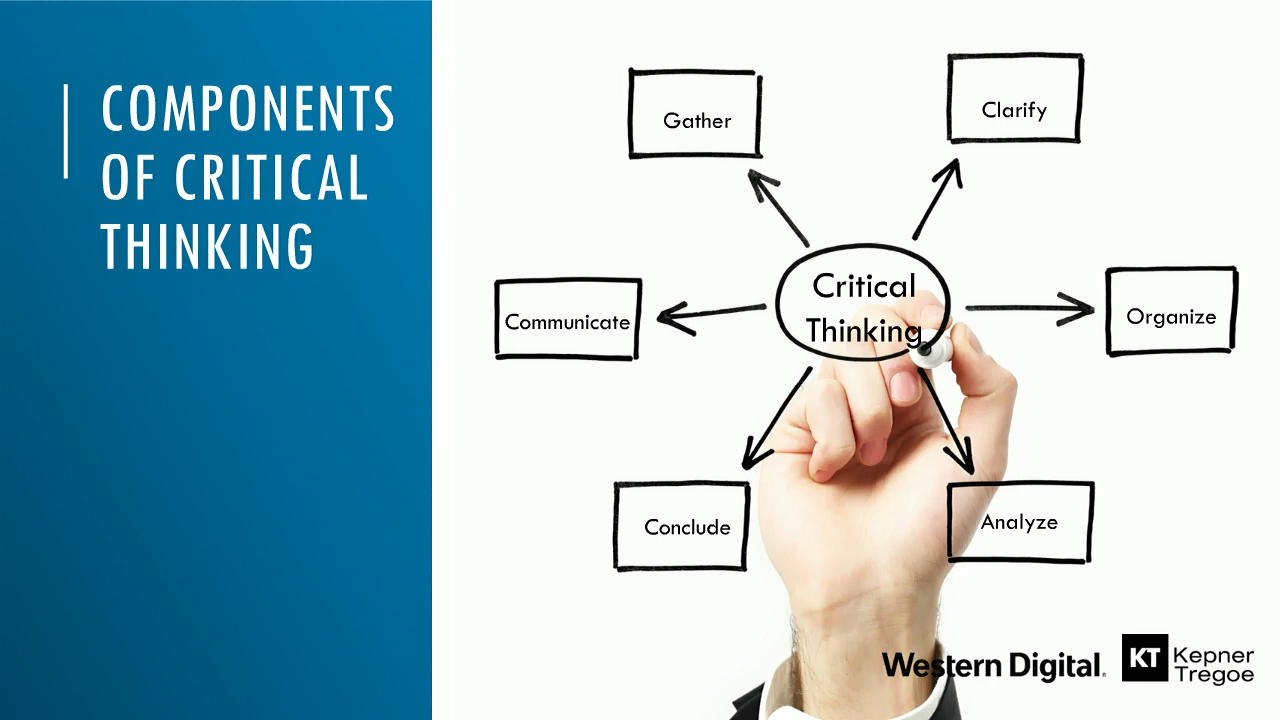 COMPONENTS
OF CRITICAL
THINKING
Gather
Clarify
Critical
Thinking
Communicate
Organize
Conclude
Analyze
Western Digital.
KT
Kepner
Tregoe